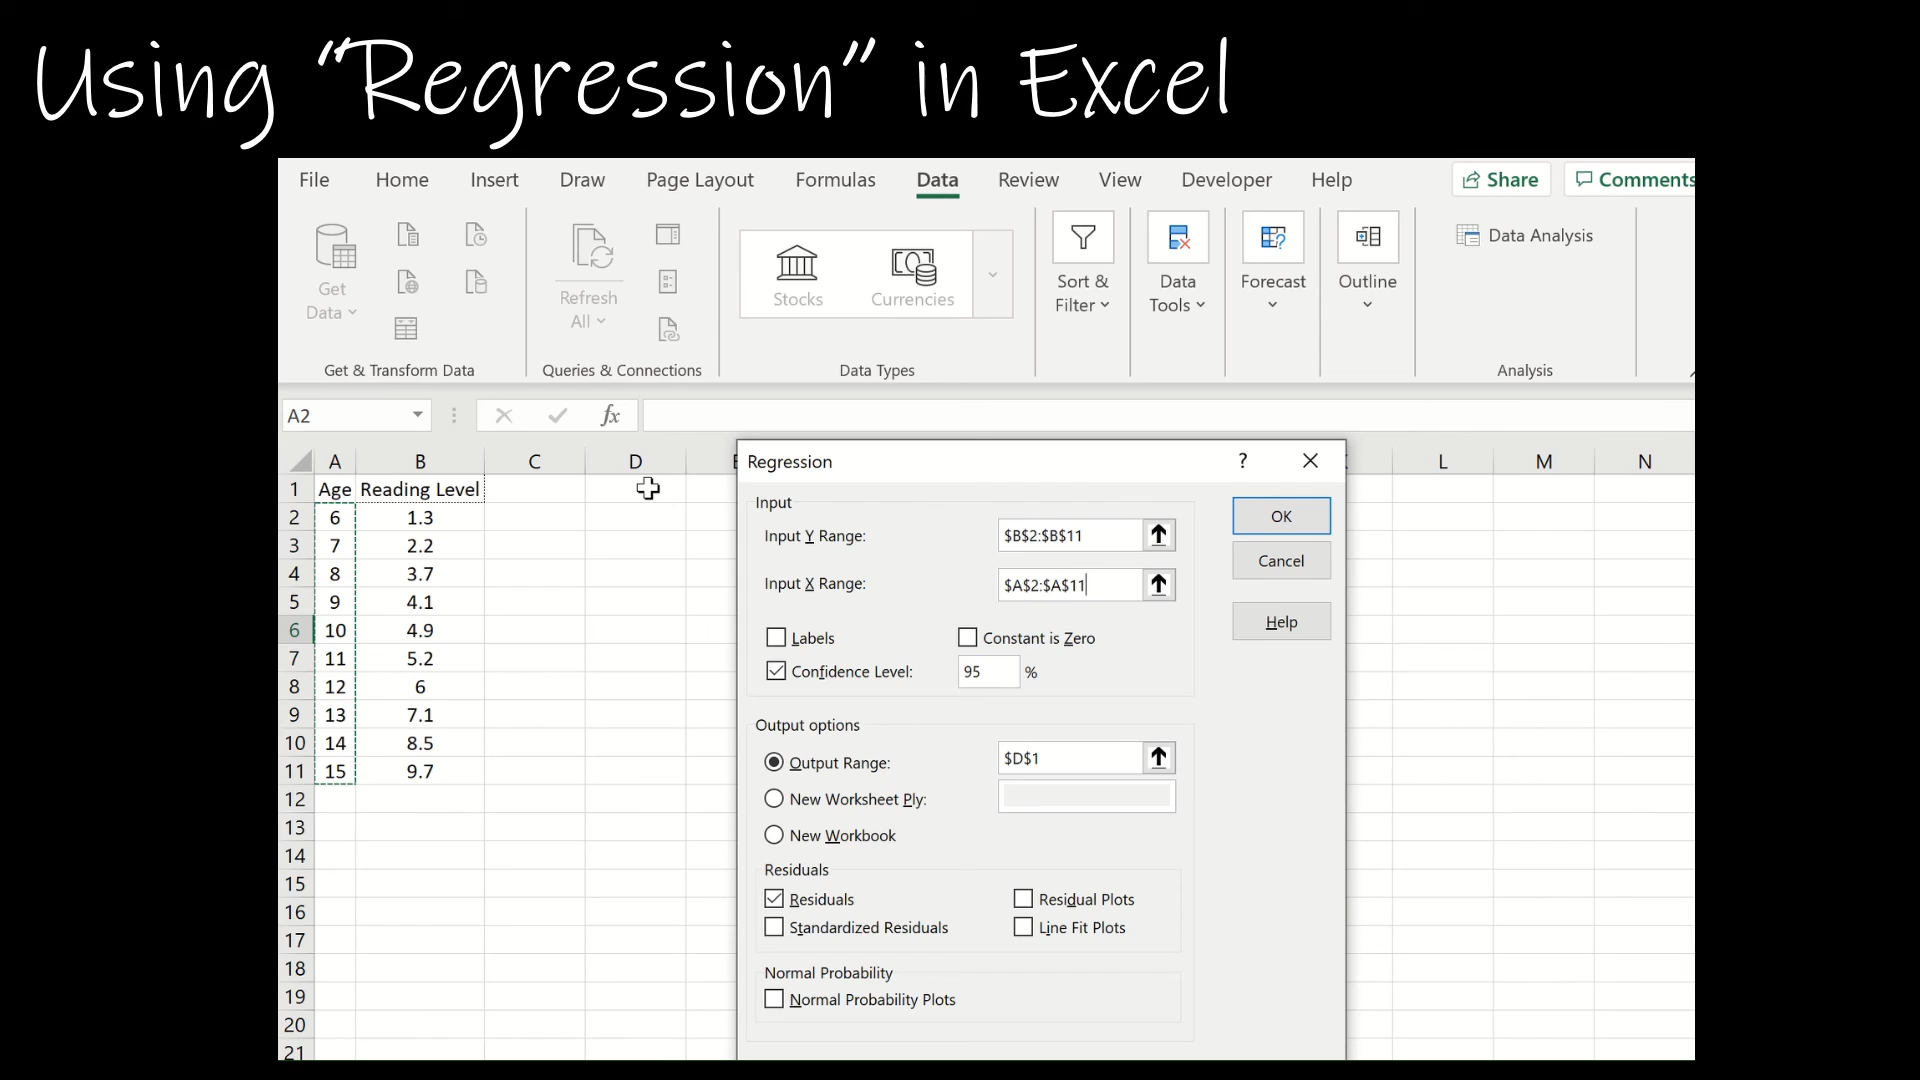 Using “Regression” in Excel
File Home Insert Draw Page Layout Formulas Data Review View Developer Help Share Comments
Get Data
Refresh All
Stocks Currencies
Sort & Filter
Data Tools
Forecast
Outline
Data Analysis
Get & Transform Data Queries & Connections Data Types Analysis
A2 fx
A B C D L M N
1 Age Reading Level
2 6 1.3
3 7 2.2
4 8 3.7
5 9 4.1
6 10 4.9
7 11 5.2
8 12 6
9 13 7.1
10 14 8.5
11 15 9.7
12
13
14
15
16
17
18
19
20
21
Regression ?
Input
Input Y Range: $B$2:$B$11
Input X Range: $A$2:$A$11
Labels Constant is Zero
Confidence Level: 95 %
OK
Cancel
Help
Output options
Output Range: $D$1
New Worksheet Ply:
New Workbook
Residuals
Residuals Residual Plots
Standardized Residuals Line Fit Plots
Normal Probability
Normal Probability Plots